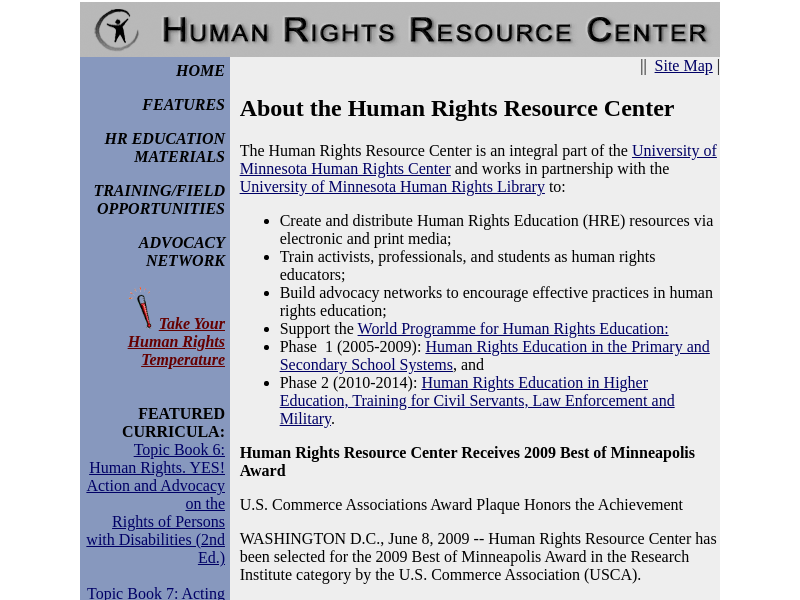 HUMAN RIGHTS RESOURCE CENTER
|| Site Map |
HOME
FEATURES
HR EDUCATION
MATERIALS
TRAINING/FIELD
OPPORTUNITIES
ADVOCACY
NETWORK
Take Your
Human Rights
Temperature
FEATURED
CURRICULA:
Topic Book 6:
Human Rights. YES!
Action and Advocacy
on the
Rights of Persons
with Disabilities (2nd
Ed.)
Topic Book 7: Acting
About the Human Rights Resource Center
The Human Rights Resource Center is an integral part of the University of
Minnesota Human Rights Center and works in partnership with the
University of Minnesota Human Rights Library to:
• Create and distribute Human Rights Education (HRE) resources via
electronic and print media;
• Train activists, professionals, and students as human rights
educators;
• Build advocacy networks to encourage effective practices in human
rights education;
• Support the World Programme for Human Rights Education:
• Phase 1 (2005-2009): Human Rights Education in the Primary and
Secondary School Systems, and
• Phase 2 (2010-2014): Human Rights Education in Higher
Education, Training for Civil Servants, Law Enforcement and
Military.
Human Rights Resource Center Receives 2009 Best of Minneapolis
Award
U.S. Commerce Associations Award Plaque Honors the Achievement
WASHINGTON D.C., June 8, 2009 -- Human Rights Resource Center has
been selected for the 2009 Best of Minneapolis Award in the Research
Institute category by the U.S. Commerce Association (USCA).